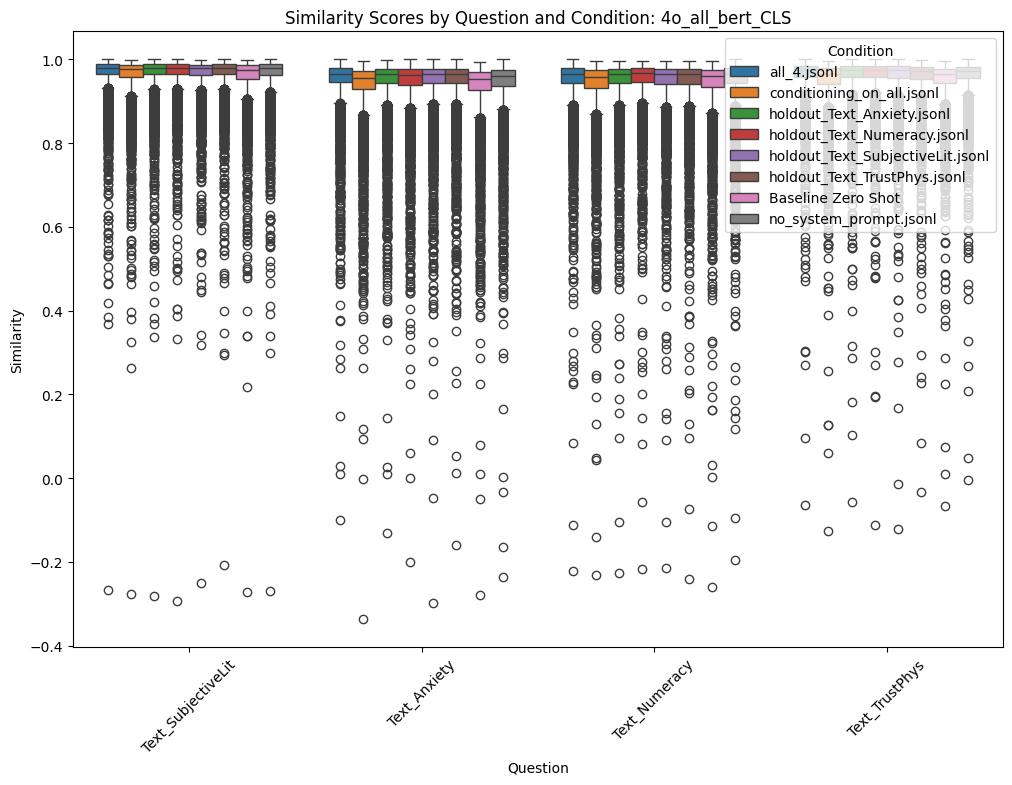 Similarity Scores by Question and Condition: 4o_all_bert_CLS
Condition
all_4.jsonl
conditioning_on_all.jsonl
holdout_Text_Anxiety.jsonl
holdout_Text_Numeracy.jsonl
holdout_Text_SubjectiveLit.jsonl
holdout_Text_TrustPhys.jsonl
Baseline Zero Shot
no_system_prompt.jsonl
Similarity
1.0
0.8
0.6
0.4
0.2
0.0
−0.2
−0.4
Text_SubjectiveLit
Text_Anxiety
Text_Numeracy
Text_TrustPhys
Question